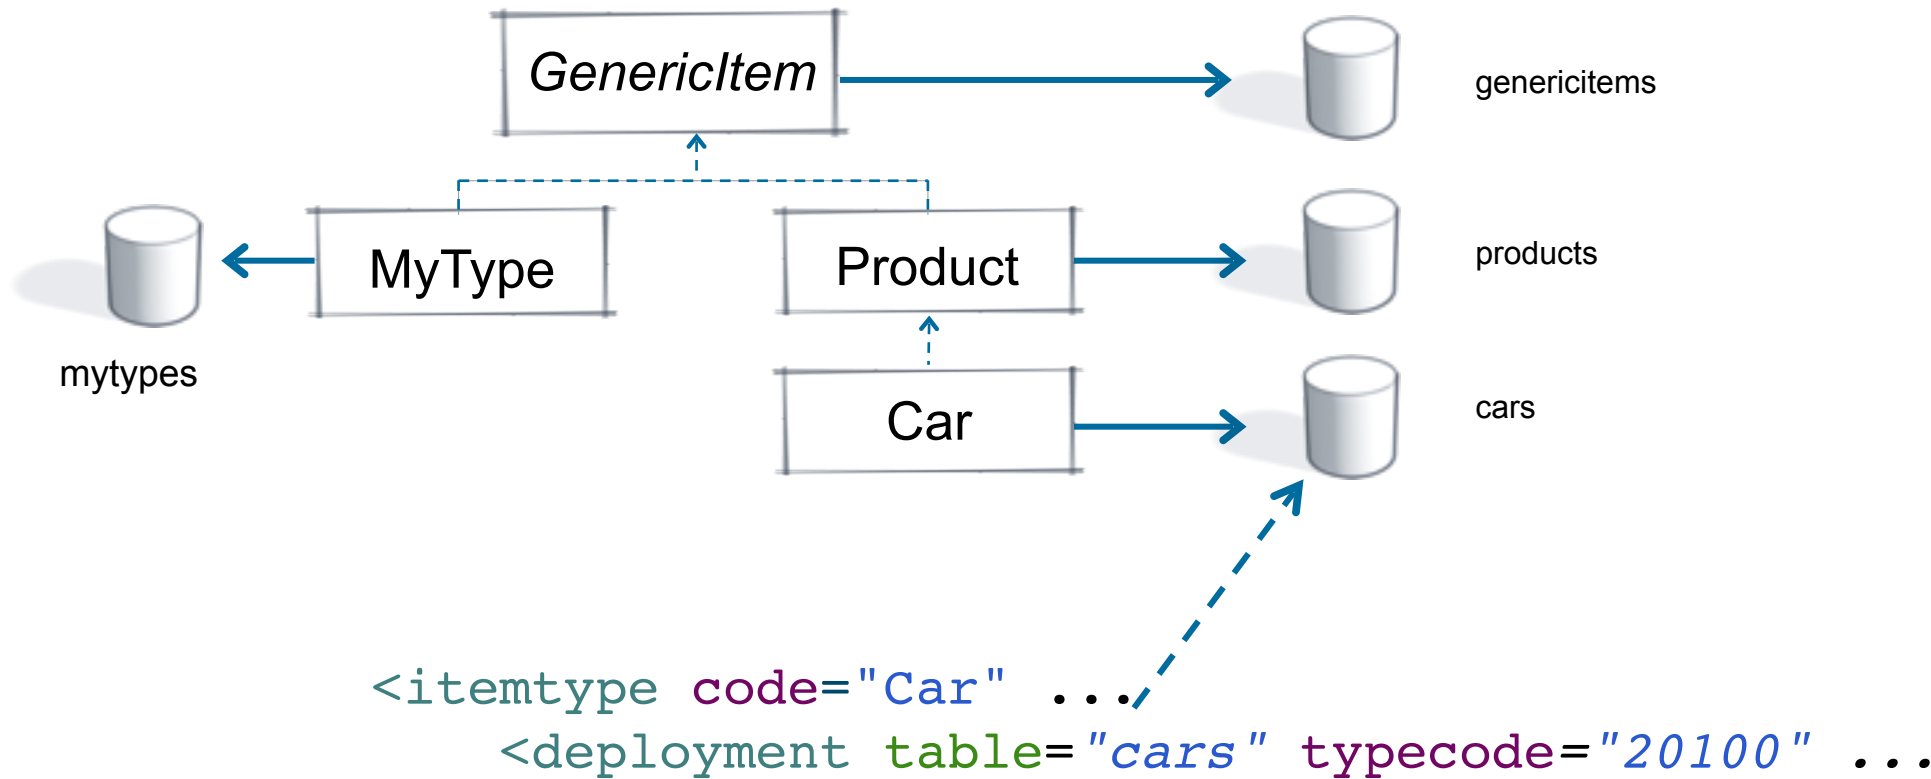 GenericItem
genericitems
MyType
Product
products
mytypes
Car
cars
<itemtype code="Car" ...
<deployment table="cars" typecode="20100" ...